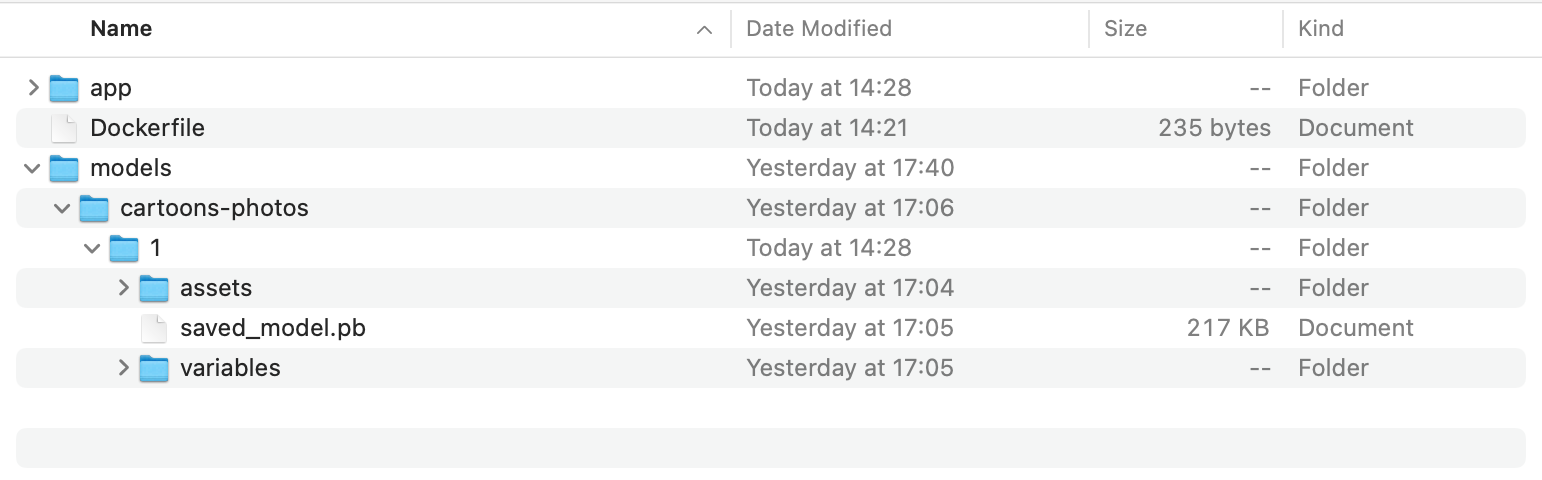 Name Date Modified Size Kind
app Today at 14:28 -- Folder
Dockerfile Today at 14:21 235 bytes Document
models Yesterday at 17:40 -- Folder
cartoons-photos Yesterday at 17:06 -- Folder
1 Today at 14:28 -- Folder
assets Yesterday at 17:04 -- Folder
saved_model.pb Yesterday at 17:05 217 KB Document
variables Yesterday at 17:05 -- Folder